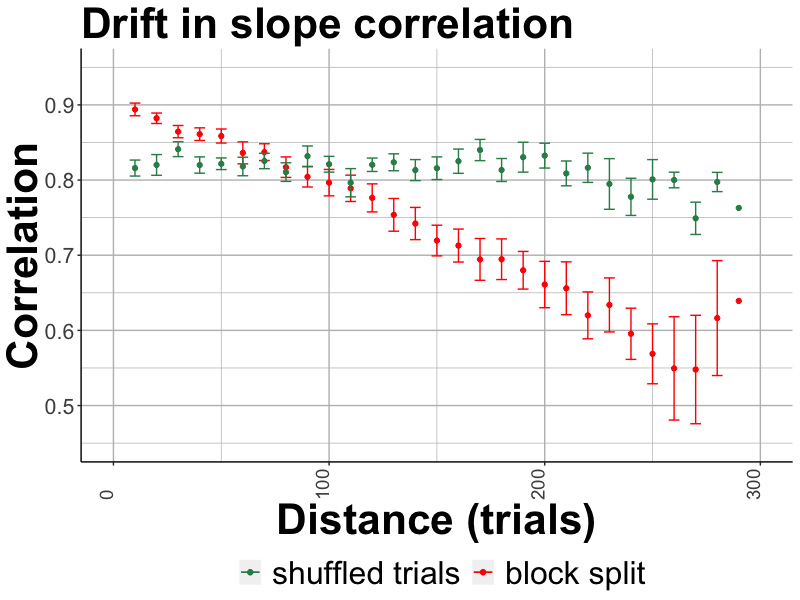 Drift in slope correlation
Correlation
0.9
0.8
0.7
0.6
0.5
0
100
200
300
Distance (trials)
shuffled trials
block split